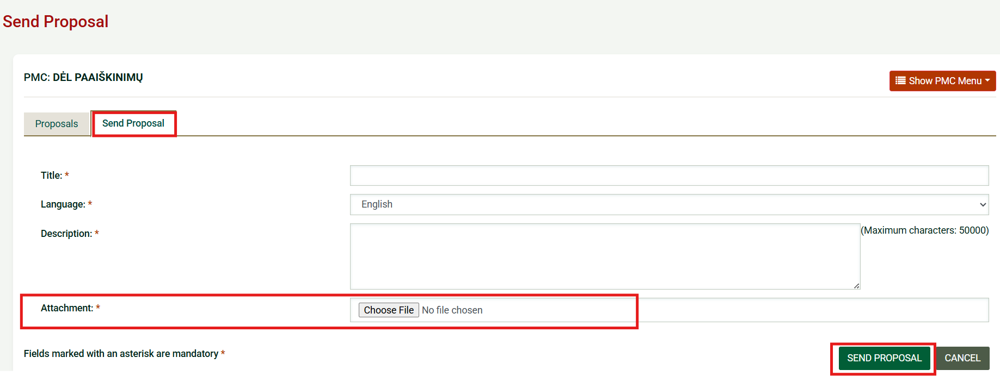 Send Proposal
PMC: DĖL PAAIŠKINIMŲ
Show PMC Menu
Proposals
Send Proposal
Title: *
Language: *
English
Description: *
(Maximum characters: 50000)
Attachment: *
Choose File No file chosen
Fields marked with an asterisk are mandatory *
SEND PROPOSAL
CANCEL